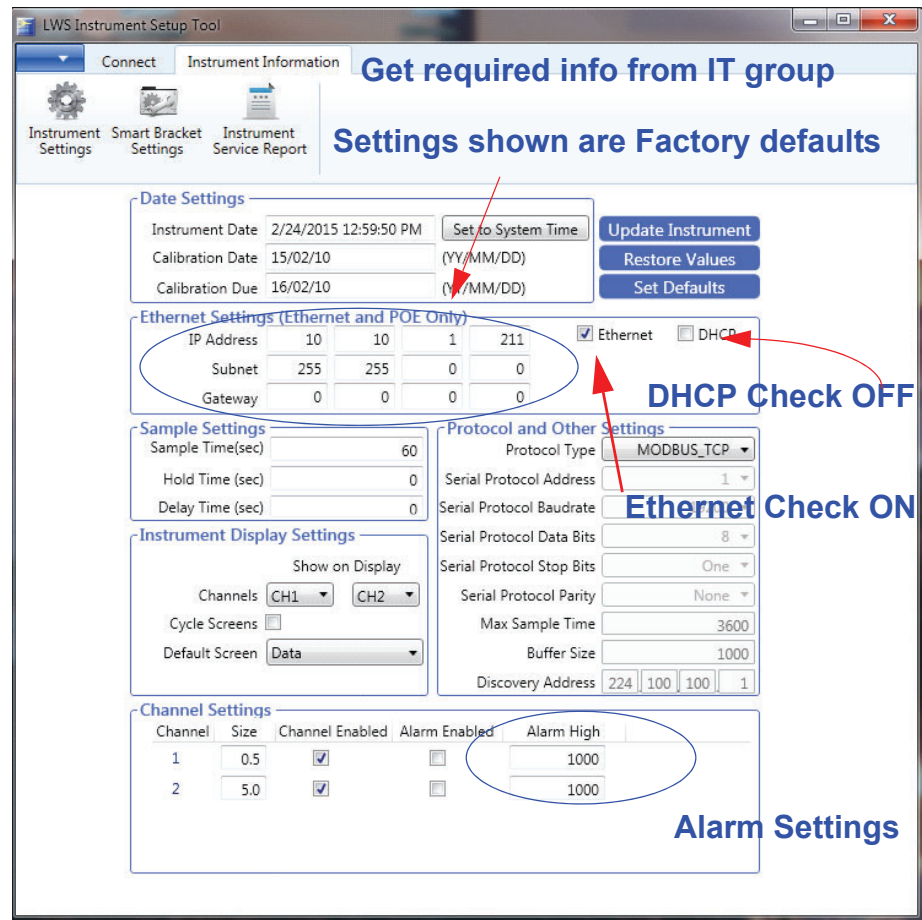 LWS Instrument Setup Tool
Connect Instrument Information
Get required info from IT group
Instrument Settings
Smart Bracket Settings
Instrument Service Report
Settings shown are Factory defaults
Date Settings
Instrument Date 2/24/2015 12:59:50 PM Set to System Time Update Instrument
Calibration Date 15/02/10 (YY/MM/DD) Restore Values
Calibration Due 16/02/10 (YY/MM/DD) Set Defaults
Ethernet Settings (Ethernet and POE Only)
IP Address 10 10 1 211 Ethernet DHCP
Subnet 255 255 0 0
Gateway 0 0 0 0
DHCP Check OFF
Sample Settings
Sample Time(sec) 60
Hold Time (sec) 0
Delay Time (sec) 0
Protocol and Other Settings
Protocol Type MODBUS_TCP
Serial Protocol Address 1
Serial Protocol Baudrate
Ethernet Check ON
Serial Protocol Data Bits 8
Serial Protocol Stop Bits One
Serial Protocol Parity None
Max Sample Time 3600
Buffer Size 1000
Discovery Address 224 100 100 1
Instrument Display Settings
Show on Display
Channels CH1 CH2
Cycle Screens
Default Screen Data
Channel Settings
Channel Size Channel Enabled Alarm Enabled Alarm High
1 0.5 1000
2 5.0 1000
Alarm Settings